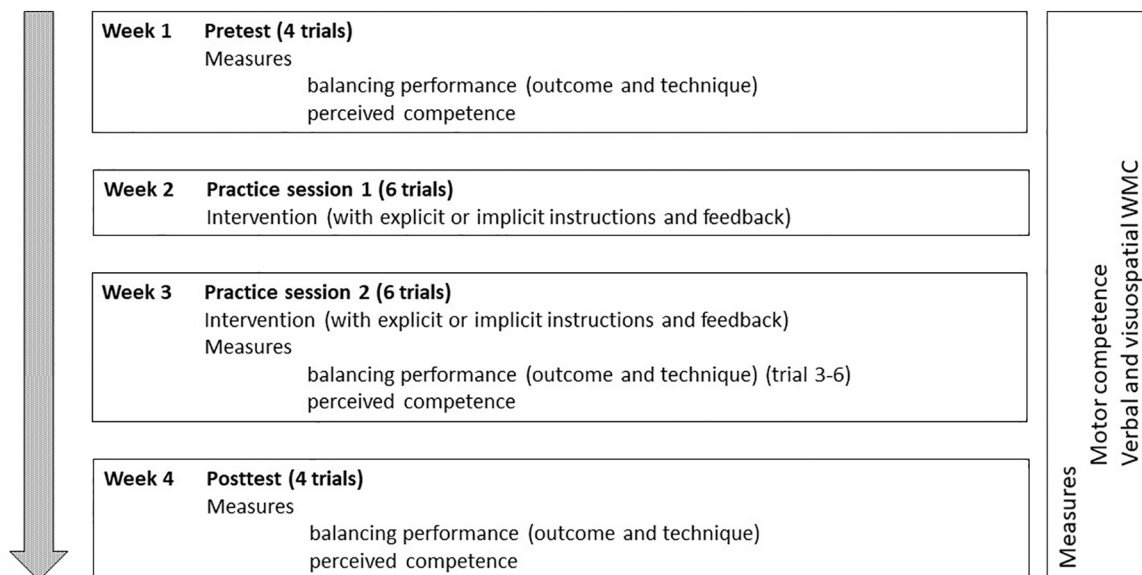 Week 1 Pretest (4 trials)
Measures
balancing performance (outcome and technique)
perceived competence
Week 2 Practice session 1 (6 trials)
Intervention (with explicit or implicit instructions and feedback)
Week 3 Practice session 2 (6 trials)
Intervention (with explicit or implicit instructions and feedback)
Measures
balancing performance (outcome and technique) (trial 3-6)
perceived competence
Week 4 Posttest (4 trials)
Measures
balancing performance (outcome and technique)
perceived competence
Measures
Motor competence
Verbal and visuospatial WMC